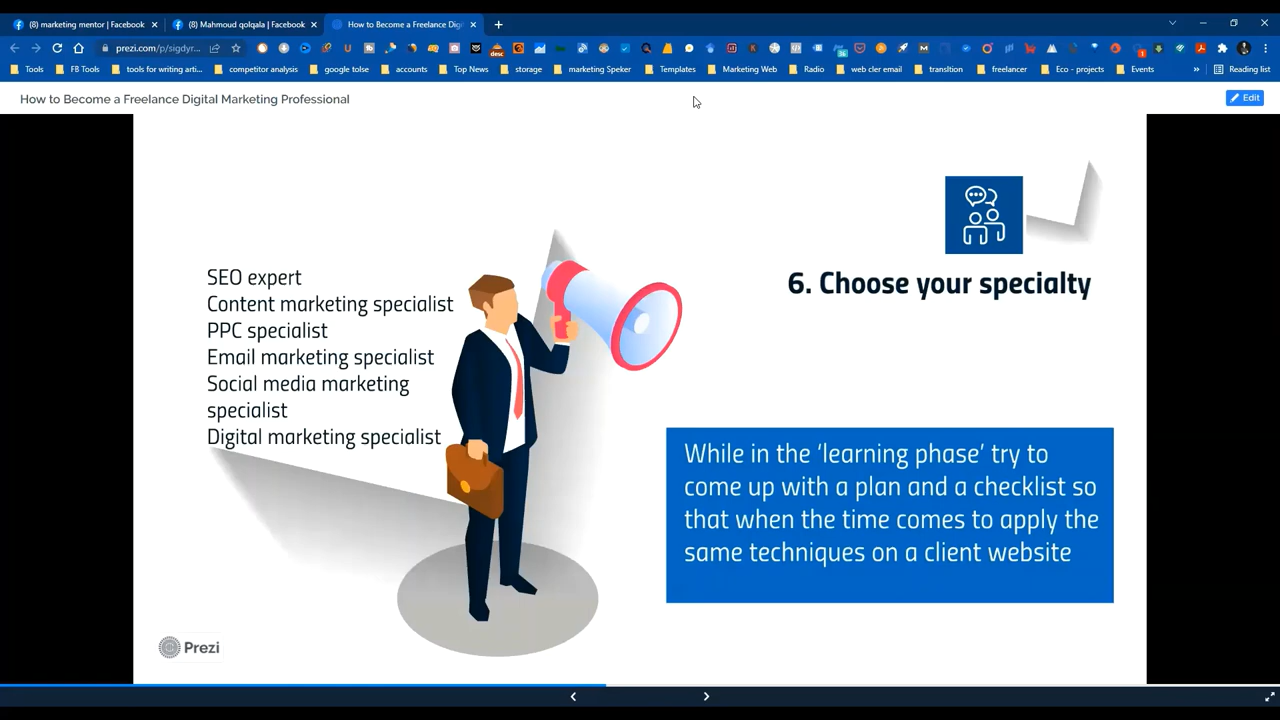 (8) marketing mentor | Facebook
(8) Mahmoud qolqala | Facebook
How to Become a Freelance Dig
prezi.com/p/sigdyr...
Tools
FB Tools
tools for writing arti...
competitor analysis
google tolse
accounts
Top News
storage
marketing Speker
Templates
Marketing Web
Radio
web cler email
transltion
freelancer
Eco - projects
Events
Reading list
How to Become a Freelance Digital Marketing Professional
Edit
6. Choose your specialty
SEO expert
Content marketing specialist
PPC specialist
Email marketing specialist
Social media marketing
specialist
Digital marketing specialist
While in the ‘learning phase’ try to
come up with a plan and a checklist so
that when the time comes to apply the
same techniques on a client website
Prezi